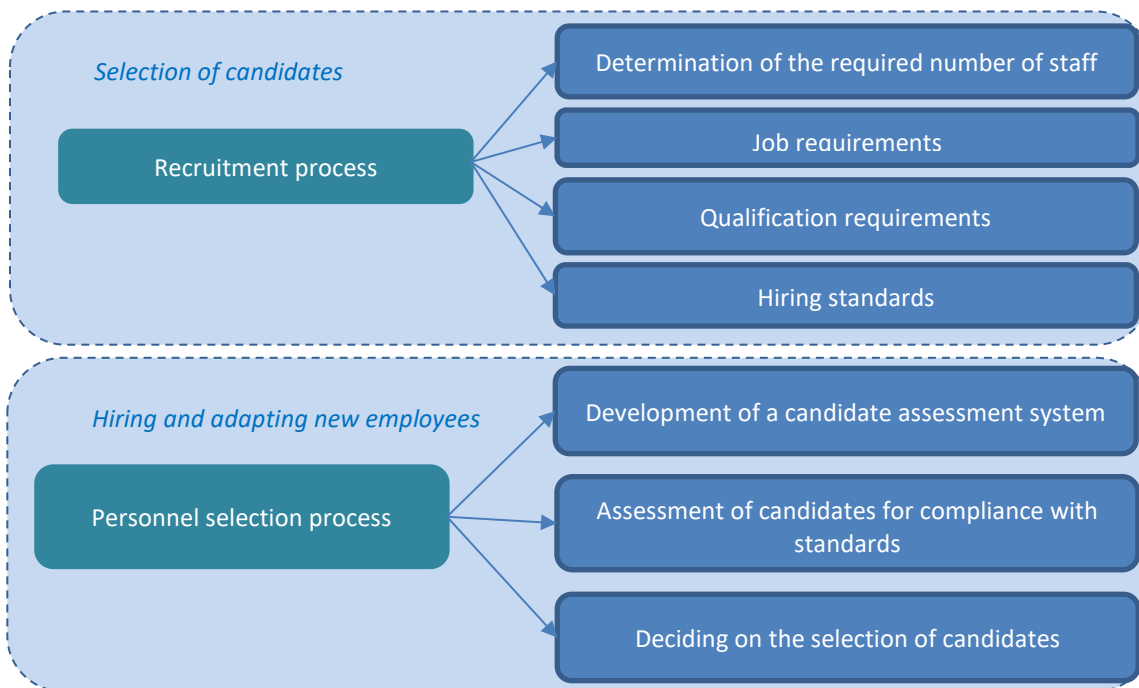 Selection of candidates
Recruitment process
Determination of the required number of staff
Job requirements
Qualification requirements
Hiring standards
Hiring and adapting new employees
Personnel selection process
Development of a candidate assessment system
Assessment of candidates for compliance with
standards
Deciding on the selection of candidates